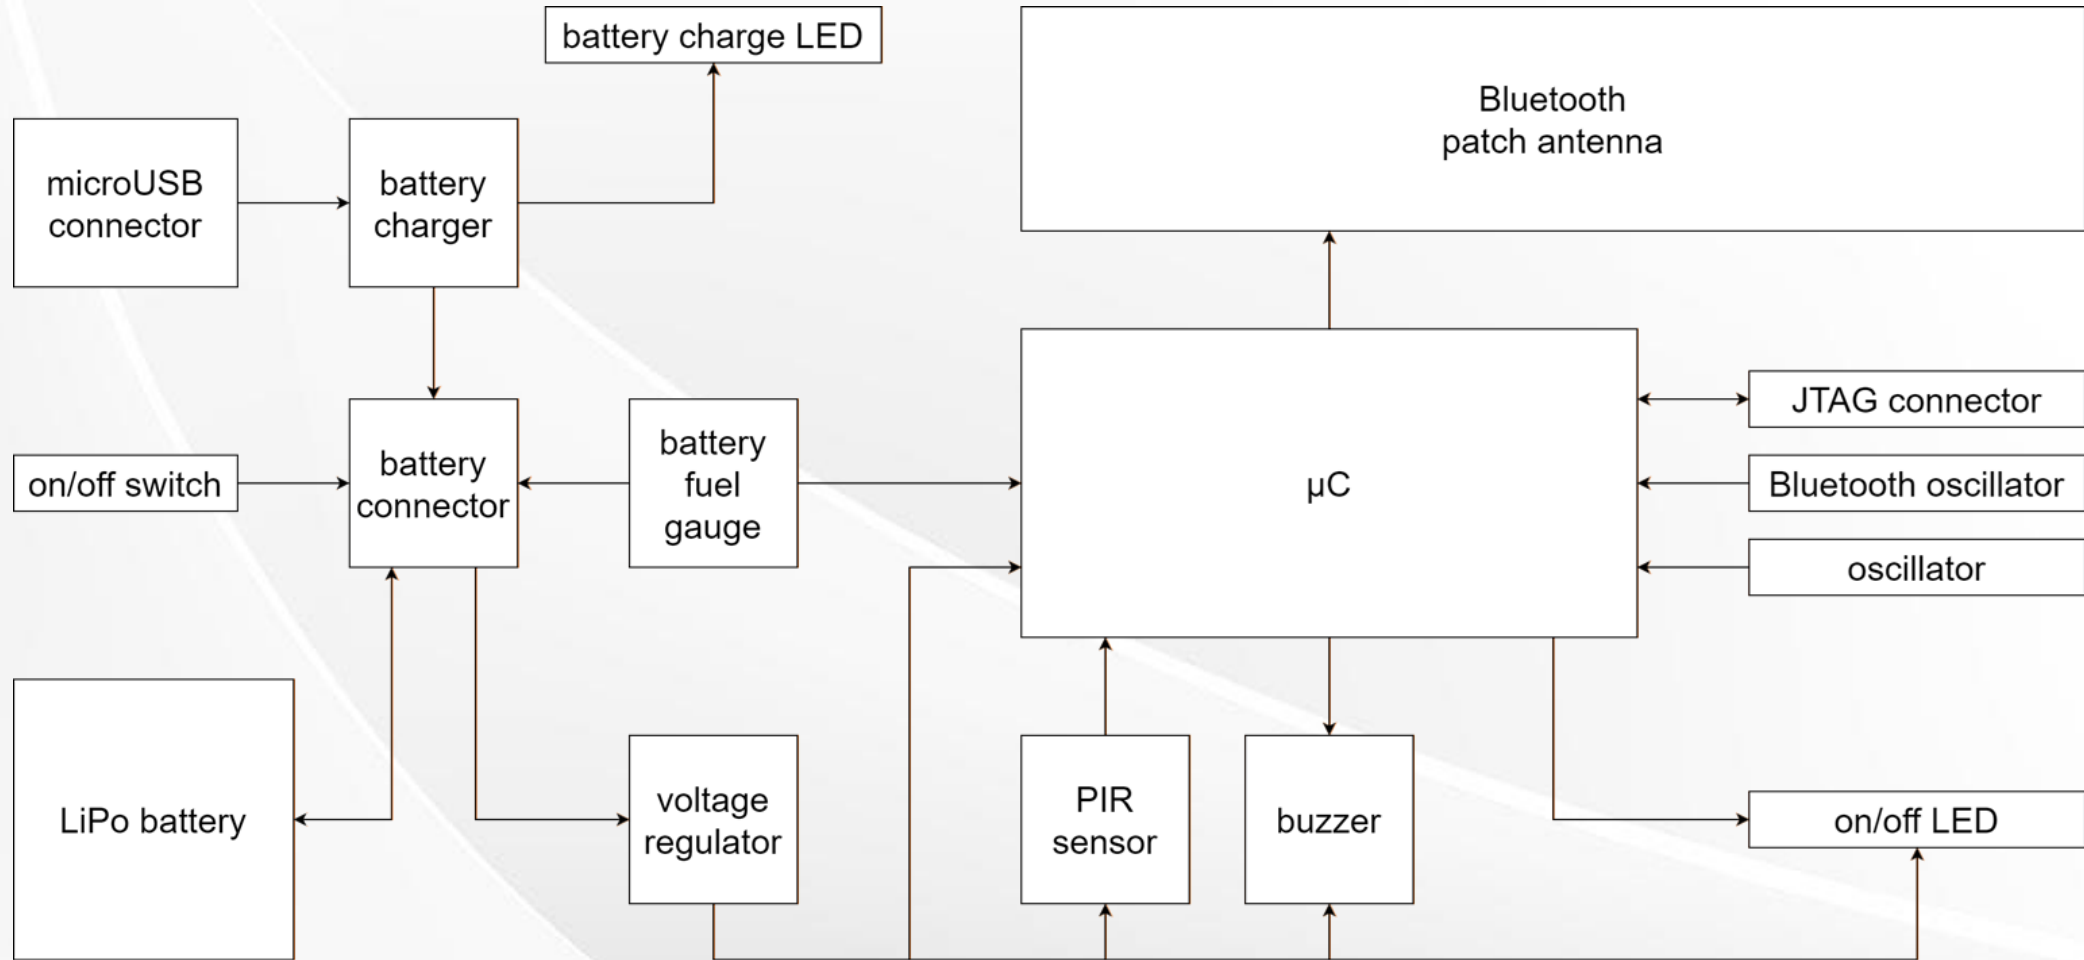 battery charge LED
Bluetooth
patch antenna
microUSB
connector
battery
charger
JTAG connector
on/off switch
battery
connector
battery
fuel
gauge
µC
Bluetooth oscillator
oscillator
LiPo battery
voltage
regulator
PIR
sensor
buzzer
on/off LED